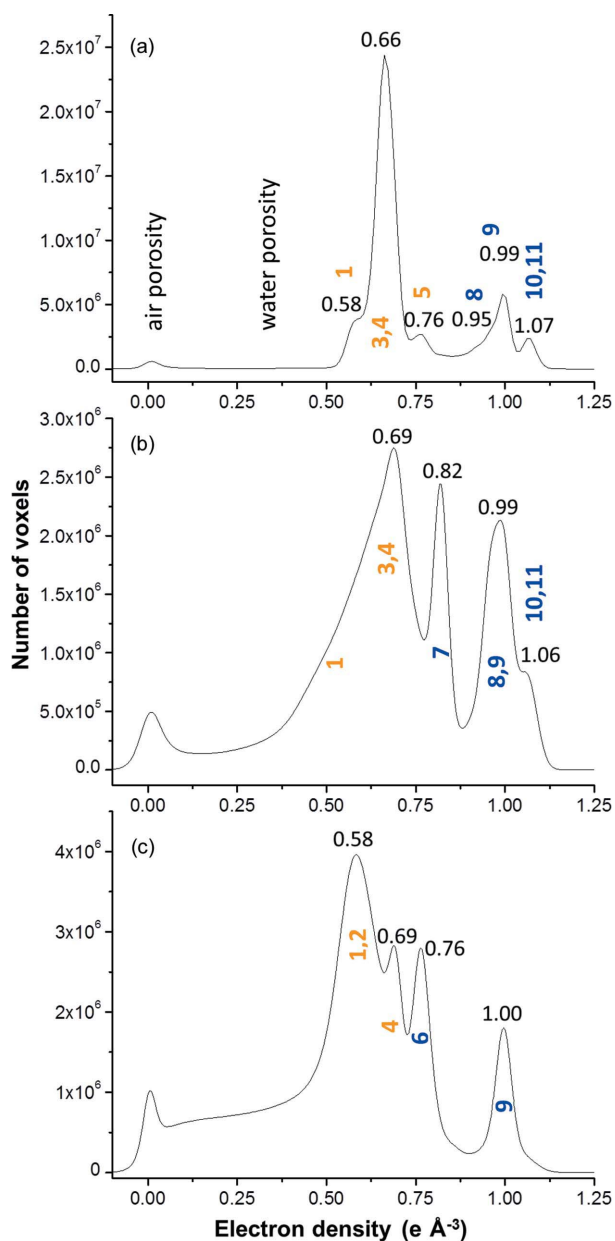 (a)
0.66
2.5x10⁷
2.0x10⁷
1.5x10⁷
1.0x10⁷
5.0x10⁶
0.0
air porosity
water porosity
1
0.58
3,4
5
0.76
8
0.95
9
0.99
10,11
1.07
0.00 0.25 0.50 0.75 1.00 1.25
(b)
3.0x10⁶
2.5x10⁶
2.0x10⁶
1.5x10⁶
1.0x10⁶
5.0x10⁵
0.0
0.69
0.82
0.99
1.06
1
3,4
7
8,9
10,11
0.00 0.25 0.50 0.75 1.00 1.25
Number of voxels
(c)
4x10⁶
3x10⁶
2x10⁶
1x10⁶
0
0.58
0.69
0.76
1.00
1,2
4
6
9
0.00 0.25 0.50 0.75 1.00 1.25
Electron density (e Å⁻³)